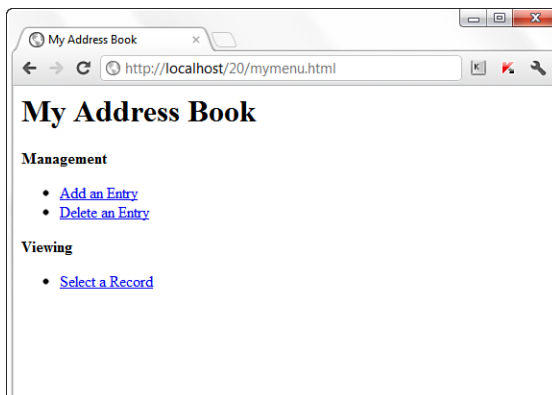 My Address Book
http://localhost/20/mymenu.html
My Address Book
Management
Add an Entry
Delete an Entry
Viewing
Select a Record